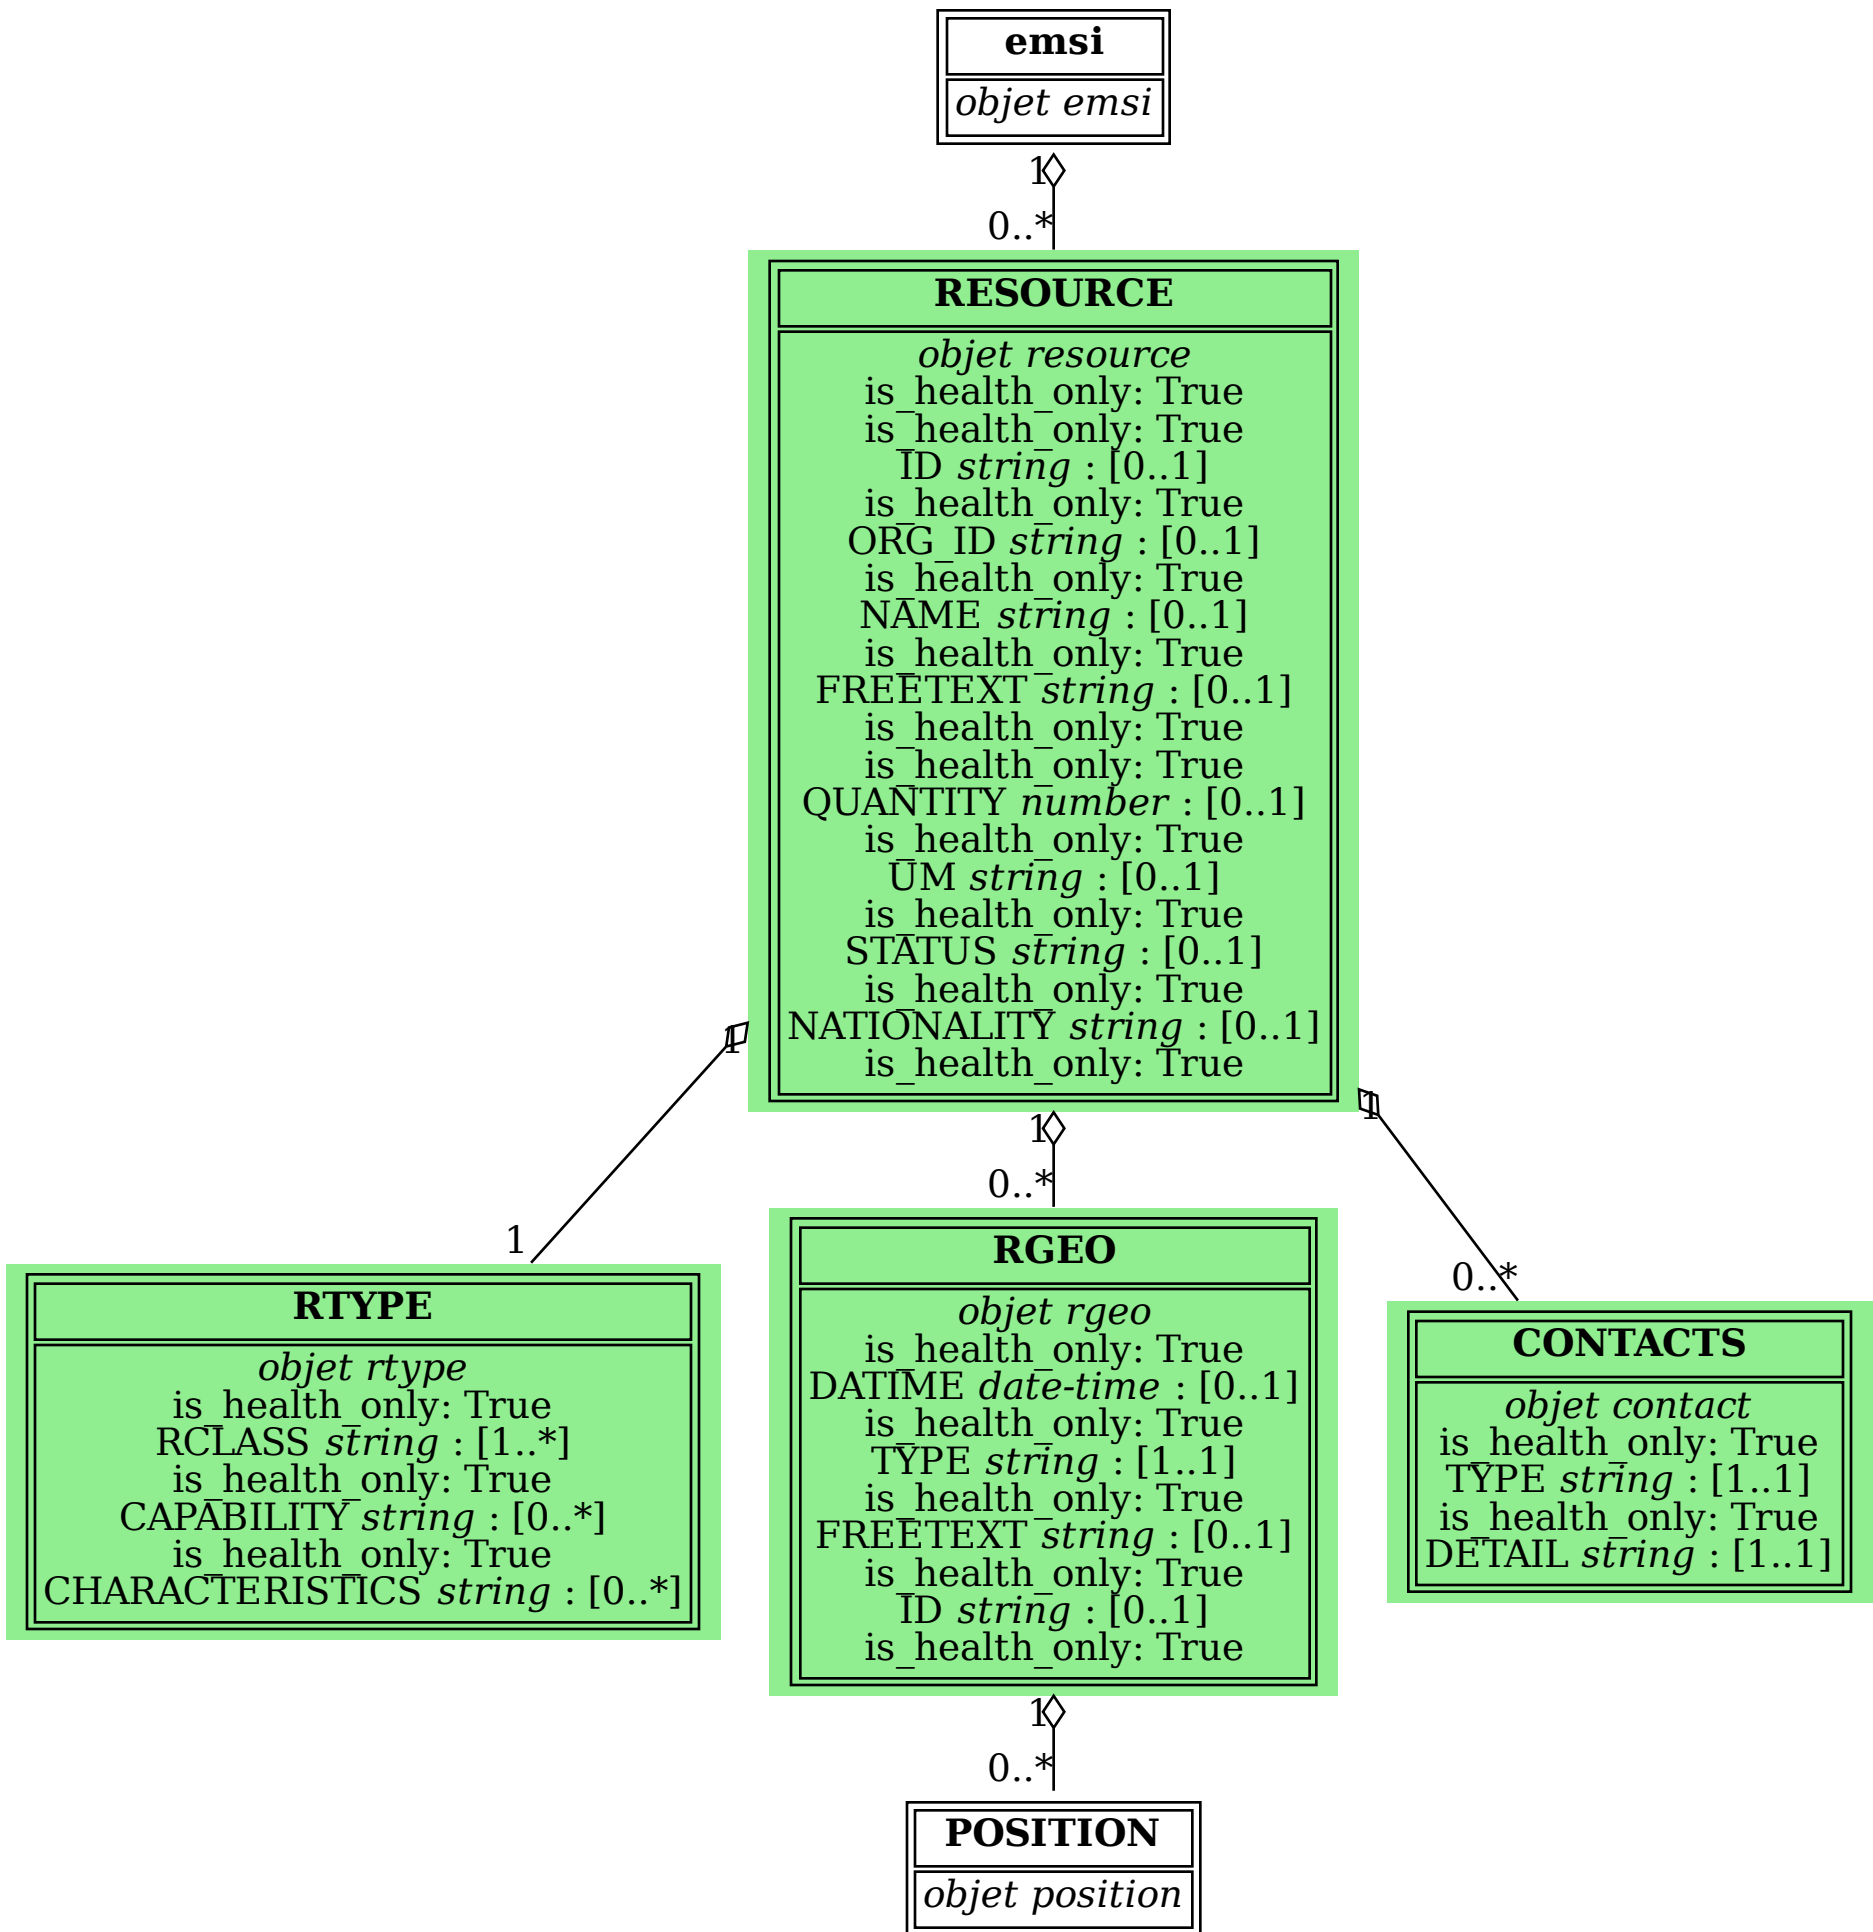 emsi
objet emsi
1
0..*
RESOURCE
objet resource
is_health_only: True
is_health_only: True
ID string : [0..1]
is_health_only: True
ORG_ID string : [0..1]
is_health_only: True
NAME string : [0..1]
is_health_only: True
FREETEXT string : [0..1]
is_health_only: True
is_health_only: True
QUANTITY number : [0..1]
is_health_only: True
UM string : [0..1]
is_health_only: True
STATUS string : [0..1]
is_health_only: True
NATIONALITY string : [0..1]
is_health_only: True
1
1
RTYPE
objet rtype
is_health_only: True
RCLASS string : [1..*]
is_health_only: True
CAPABILITY string : [0..*]
is_health_only: True
CHARACTERISTICS string : [0..*]
1
0..*
RGEO
objet rgeo
is_health_only: True
DATIME date-time : [0..1]
is_health_only: True
TYPE string : [1..1]
is_health_only: True
FREETEXT string : [0..1]
is_health_only: True
ID string : [0..1]
is_health_only: True
1
0..*
CONTACTS
objet contact
is_health_only: True
TYPE string : [1..1]
is_health_only: True
DETAIL string : [1..1]
1
0..*
POSITION
objet position